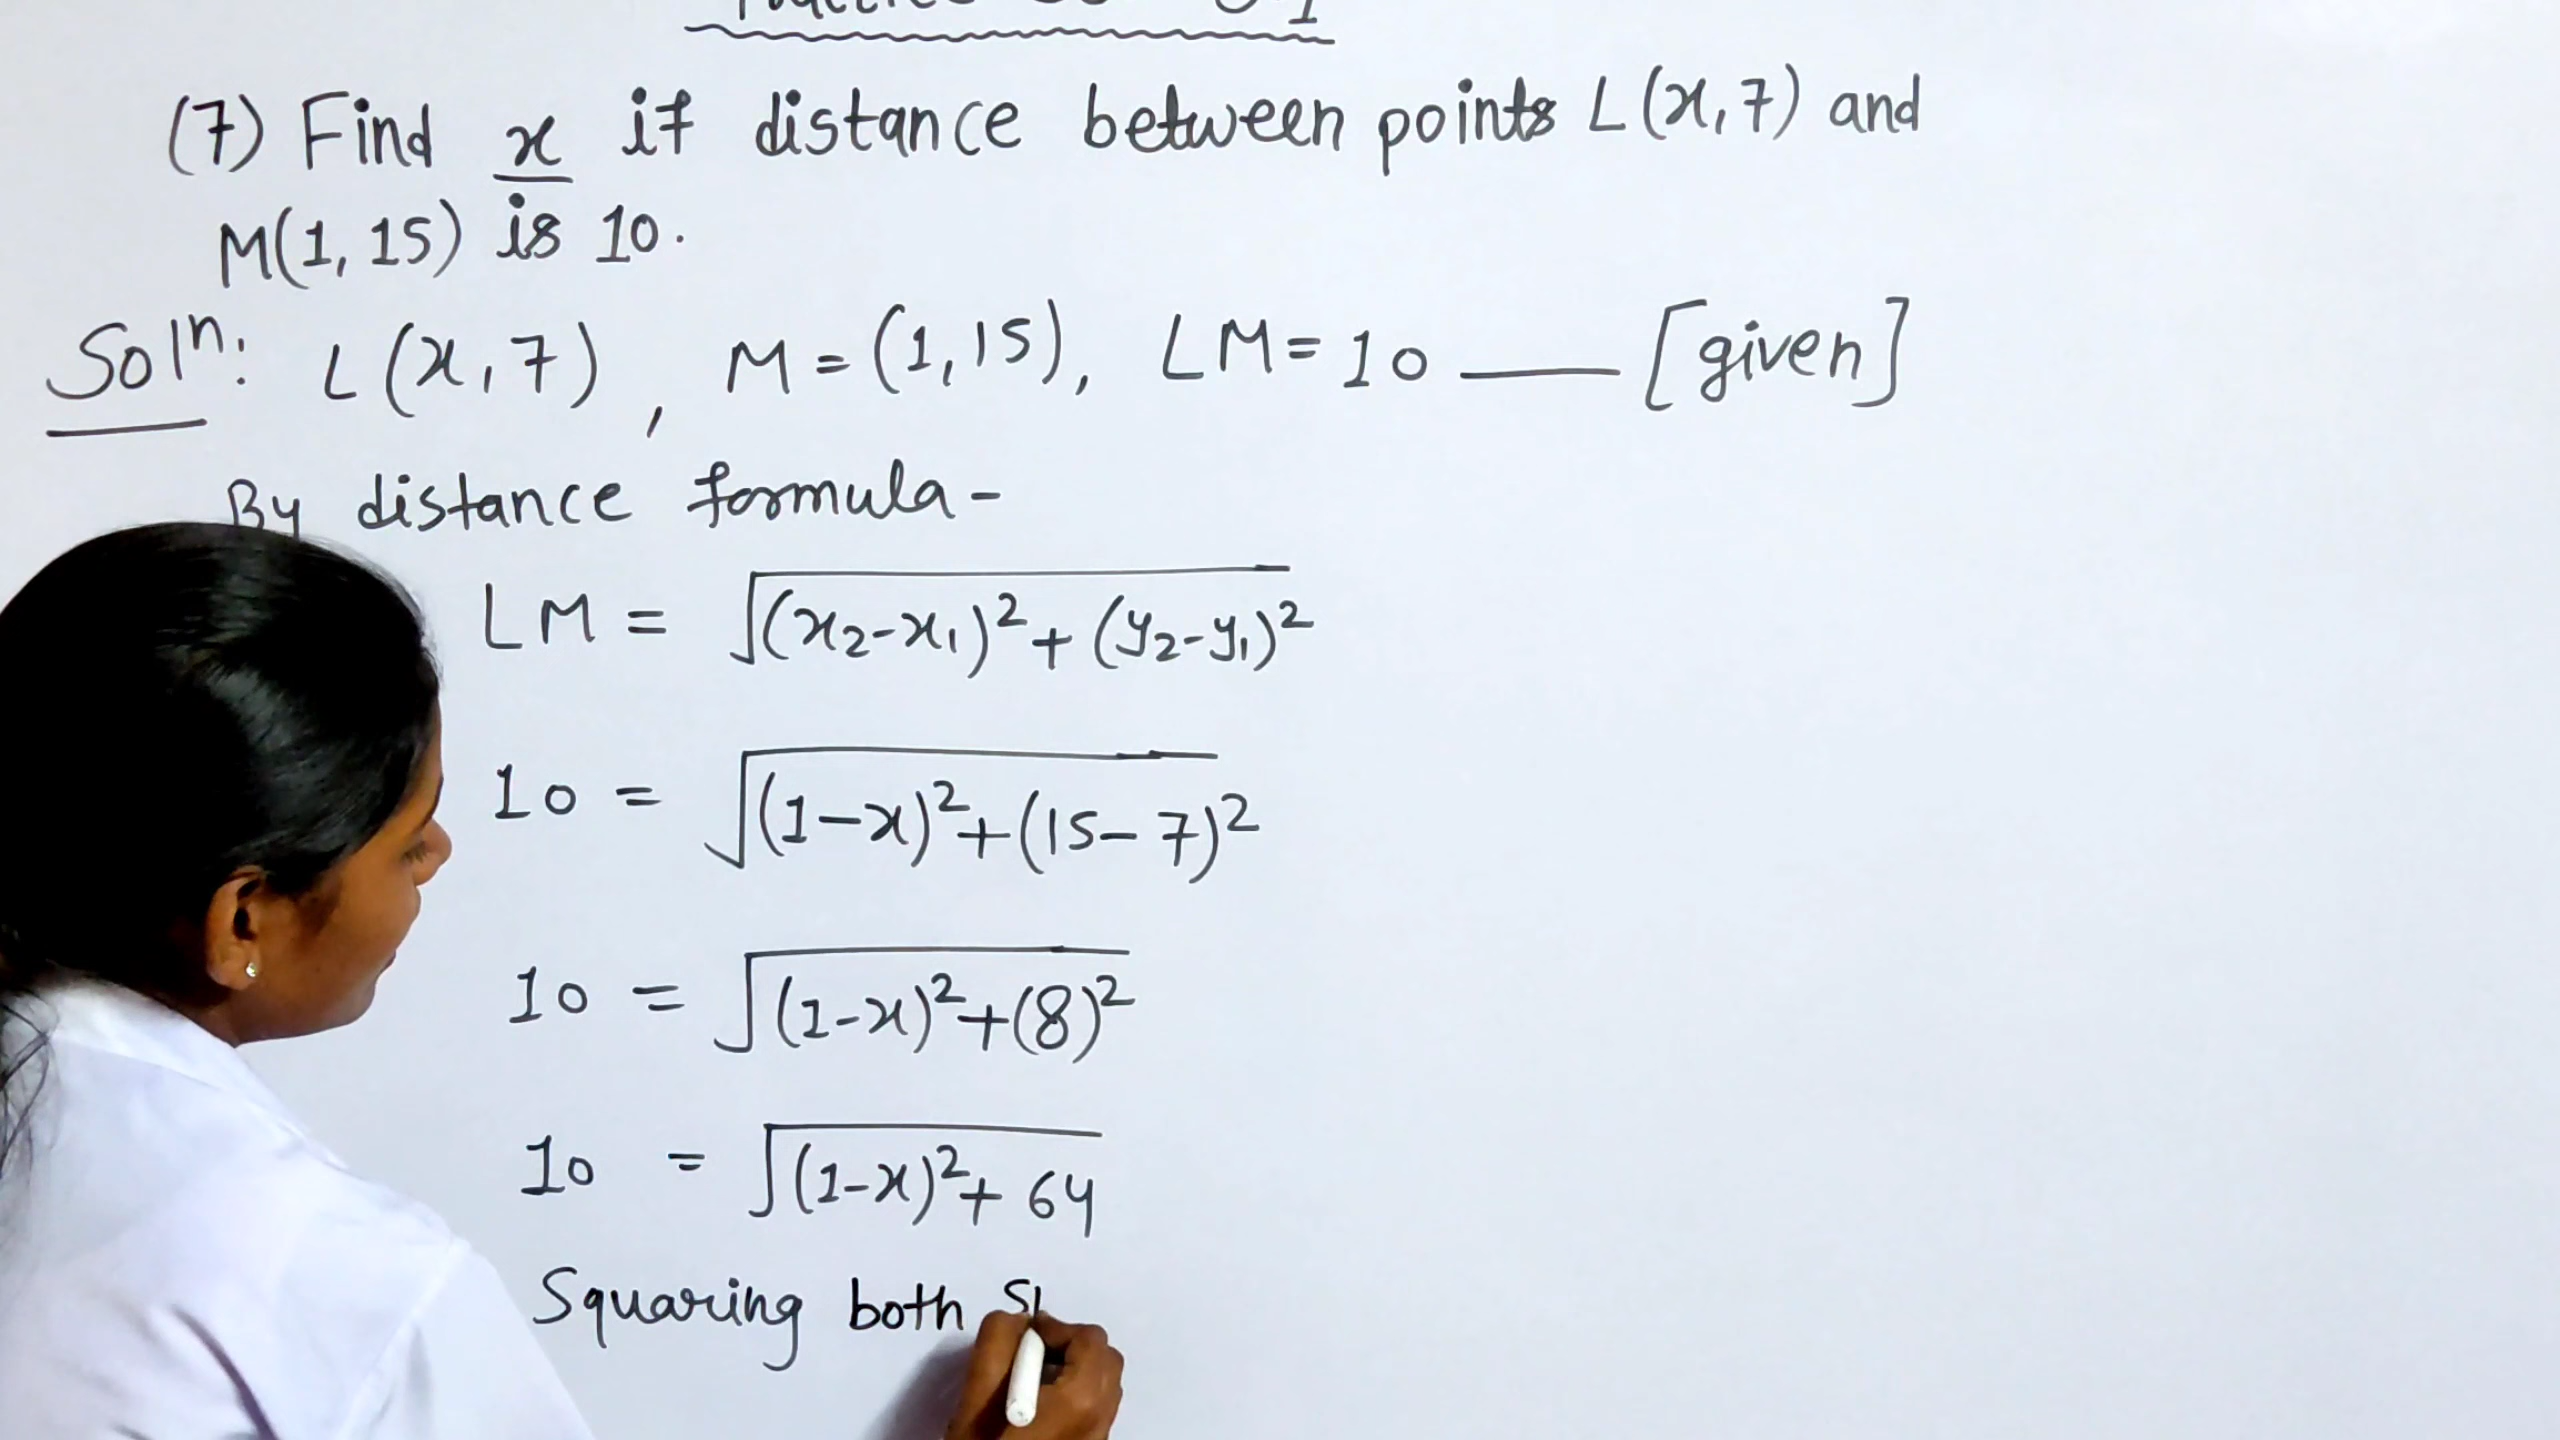 (7) Find x if distance between points L(x,7) and
M(1,15) is 10.
Solⁿ: L(x,7), M=(1,15), LM=10 — [given]
By distance formula-
LM = √(x₂-x₁)²+(y₂-y₁)²
10 = √(1-x)²+(15-7)²
10 = √(1-x)²+(8)²
10 = √(1-x)²+64
Squaring both